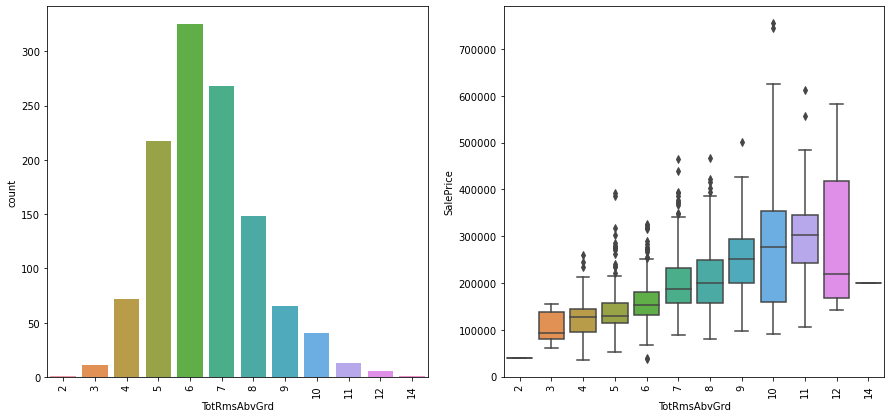 300
250
200
150
100
50
0
count
2 3 4 5 6 7 8 9 10 11 12 14
TotRmsAbvGrd
700000
600000
500000
400000
300000
200000
100000
0
SalePrice
2 3 4 5 6 7 8 9 10 11 12 14
TotRmsAbvGrd